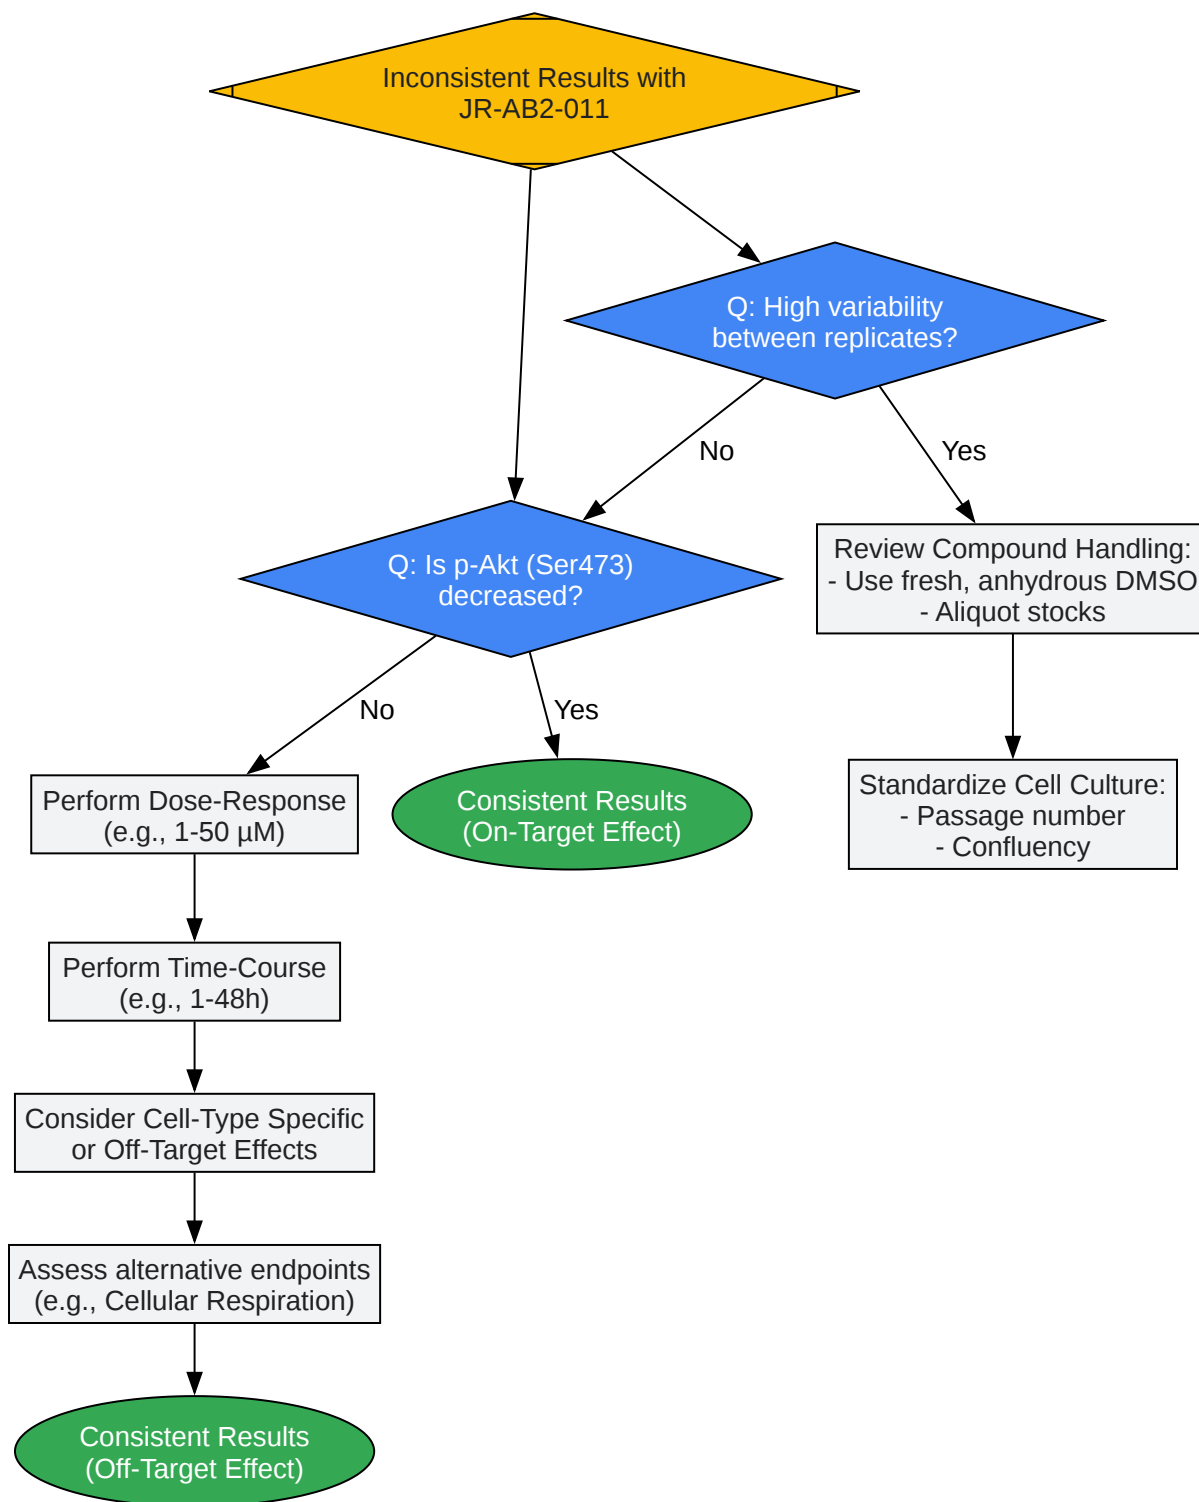 Inconsistent Results with
JR-AB2-011
Q: High variability
between replicates?
No
Yes
Q: Is p-Akt (Ser473)
decreased?
Review Compound Handling:
- Use fresh, anhydrous DMSO
- Aliquot stocks
No
Yes
Perform Dose-Response
(e.g., 1-50 µM)
Consistent Results
(On-Target Effect)
Standardize Cell Culture:
- Passage number
- Confluency
Perform Time-Course
(e.g., 1-48h)
Consider Cell-Type Specific
or Off-Target Effects
Assess alternative endpoints
(e.g., Cellular Respiration)
Consistent Results
(Off-Target Effect)